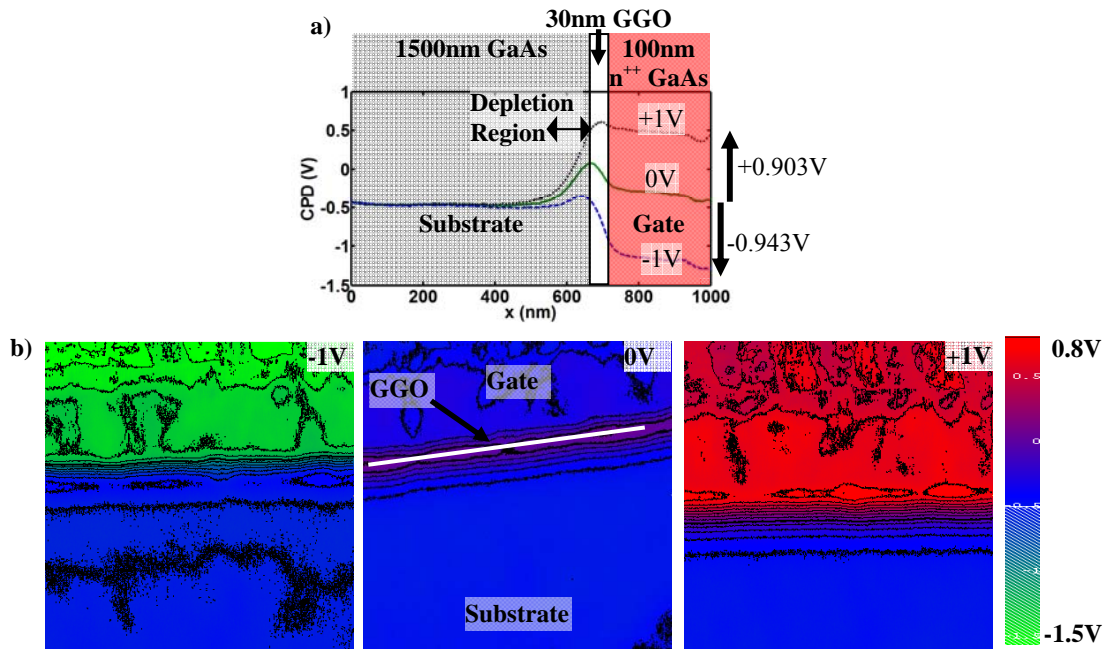 a)
30nm GGO
1500nm GaAs
100nm
n++ GaAs
Depletion
Region
+1V
0V
-1V
+0.903V
-0.943V
Substrate
Gate
CPD (V)
1
0.5
0
-0.5
-1
-1.5
0
200
400
600
800
1000
x (nm)
b)
-1V
0V
Gate
GGO
Substrate
+1V
0.8V
0.5
-1.5V